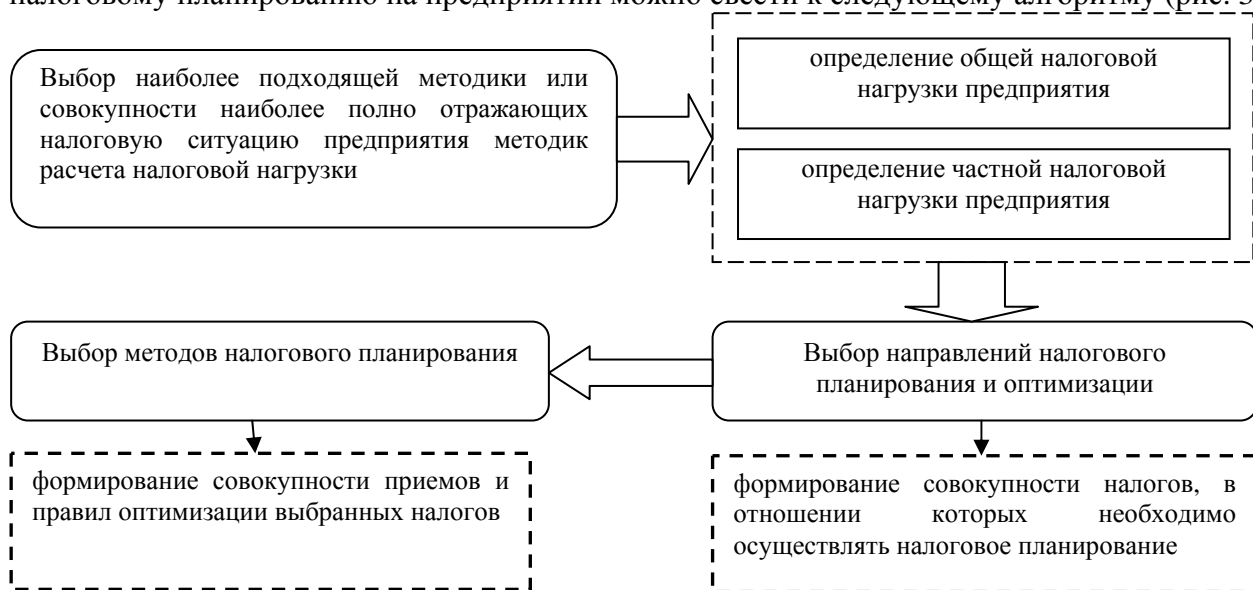 налоговому планированию на предприятии можно свести к следующему алгоритму (рис. 3
Выбор наиболее подходящей методики или
совокупности наиболее полно отражающих
налоговую ситуацию предприятия методик
расчета налоговой нагрузки
определение общей налоговой
нагрузки предприятия
определение частной налоговой
нагрузки предприятия
Выбор методов налогового планирования
Выбор направлений налогового
планирования и оптимизации
формирование совокупности приемов и
правил оптимизации выбранных налогов
формирование совокупности налогов, в
отношении которых необходимо
осуществлять налоговое планирование